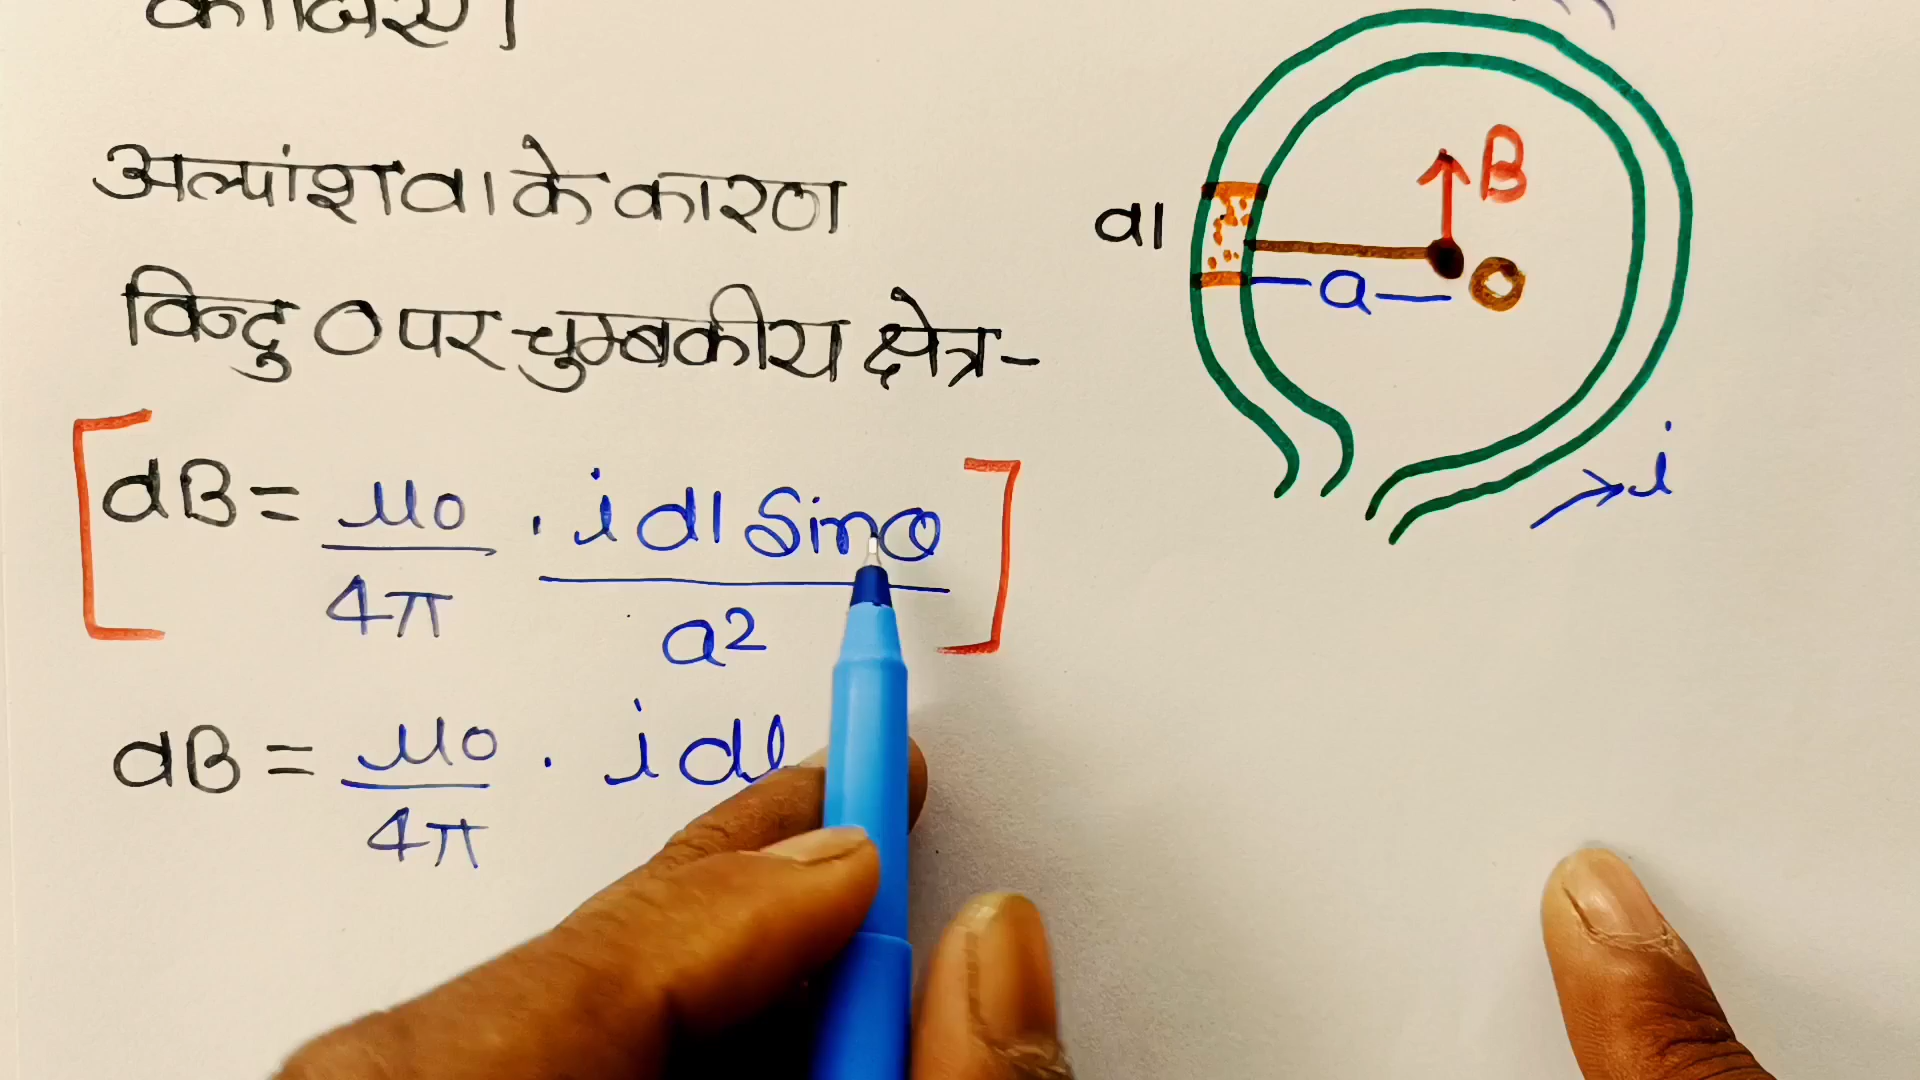 अल्पांश dl के कारण
बिन्दु O पर चुम्बकीय क्षेत्र-
dB = μ0/4π . i dl Sinθ/a2
dB = μ0/4π . i dl
dl
B
a
O
i